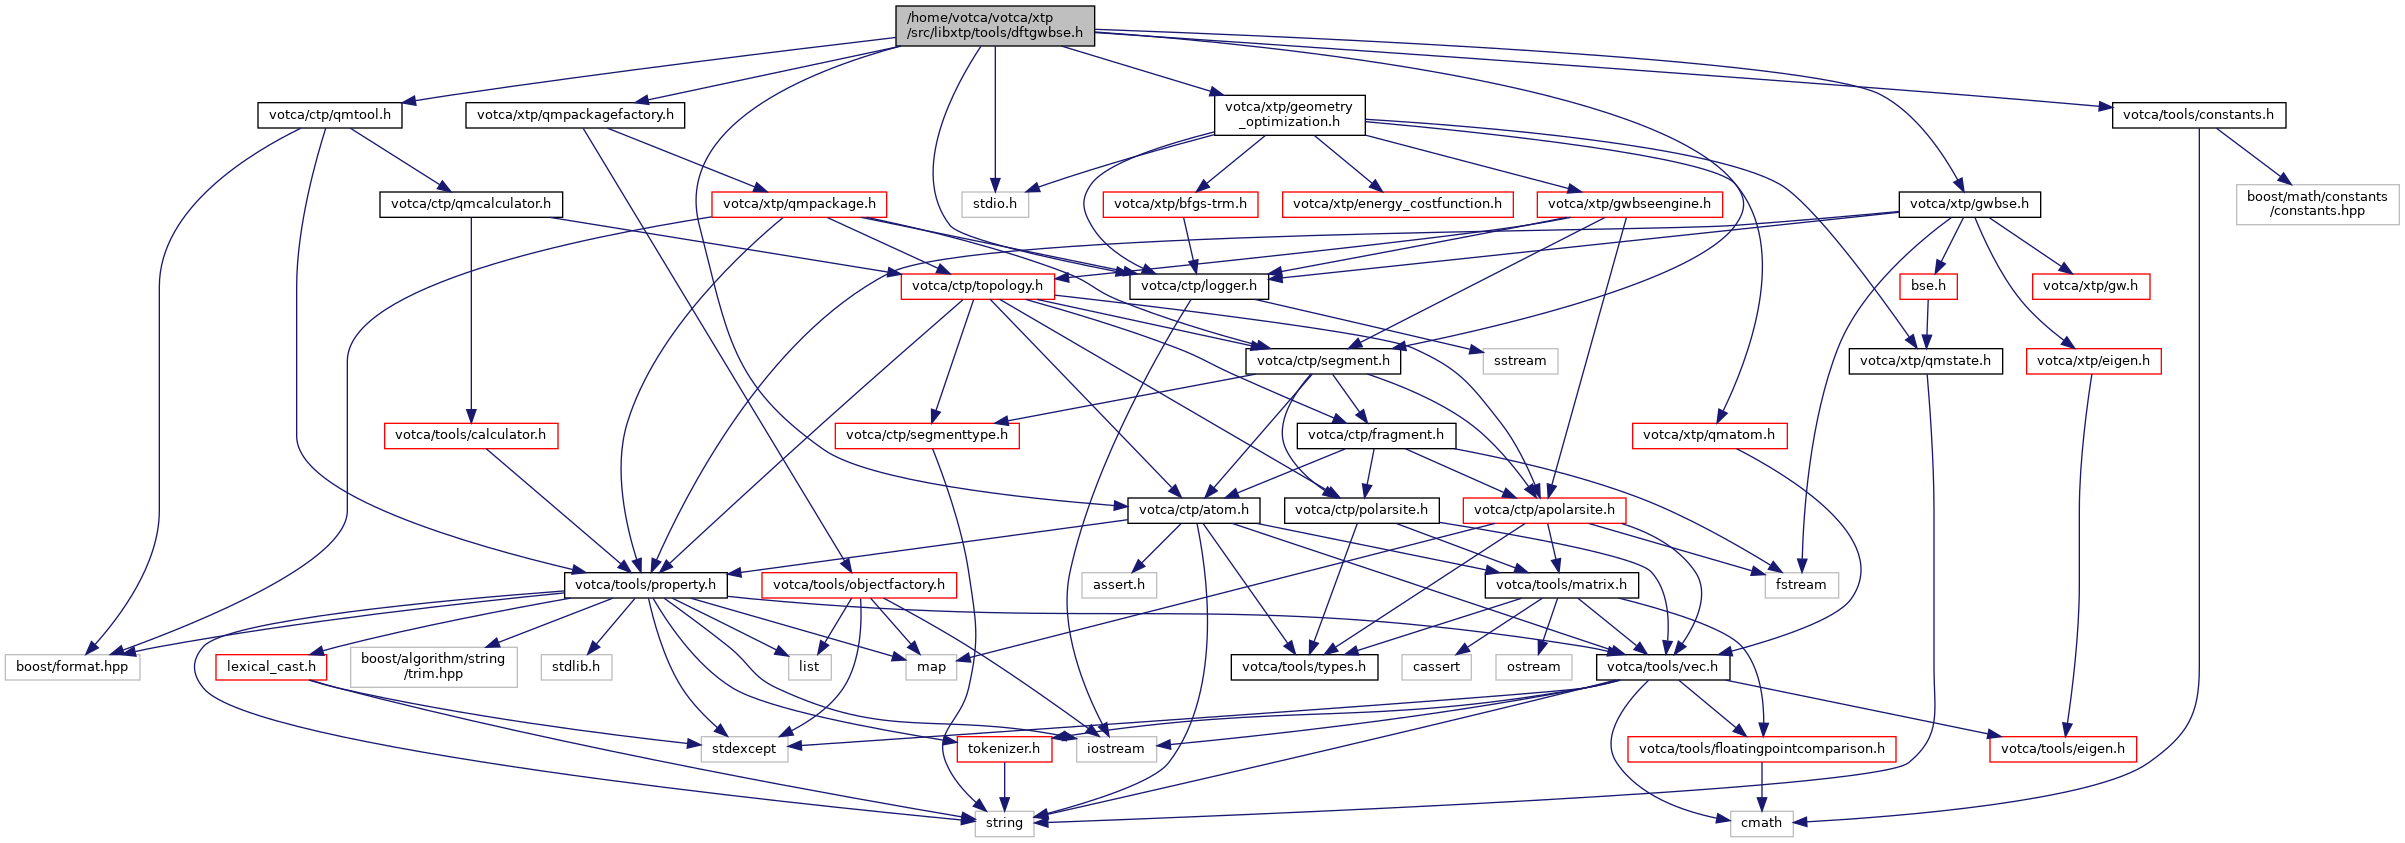 /home/votca/votca/xtp
/src/libxtp/tools/dftgwbse.h
votca/ctp/qmtool.h
votca/xtp/qmpackagefactory.h
votca/xtp/geometry
_optimization.h
votca/tools/constants.h
votca/ctp/qmcalculator.h
votca/xtp/qmpackage.h
stdio.h
votca/xtp/bfgs-trm.h
votca/xtp/energy_costfunction.h
votca/xtp/gwbseengine.h
votca/xtp/gwbse.h
boost/math/constants
/constants.hpp
votca/ctp/topology.h
votca/ctp/logger.h
bse.h
votca/xtp/gw.h
votca/ctp/segment.h
sstream
votca/xtp/qmstate.h
votca/xtp/eigen.h
votca/tools/calculator.h
votca/ctp/segmenttype.h
votca/ctp/fragment.h
votca/xtp/qmatom.h
votca/ctp/atom.h
votca/ctp/polarsite.h
votca/ctp/apolarsite.h
votca/tools/property.h
votca/tools/objectfactory.h
assert.h
votca/tools/matrix.h
fstream
boost/format.hpp
lexical_cast.h
boost/algorithm/string
/trim.hpp
stdlib.h
list
map
votca/tools/types.h
cassert
ostream
votca/tools/vec.h
stdexcept
tokenizer.h
iostream
votca/tools/floatingpointcomparison.h
votca/tools/eigen.h
string
cmath